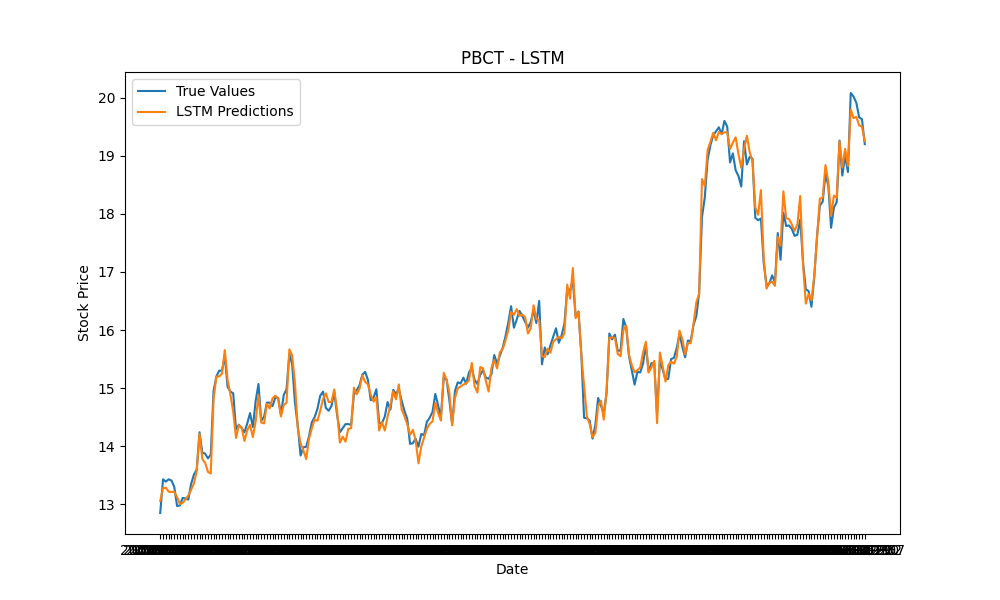 PBCT - LSTM
True Values
LSTM Predictions
Stock Price
20
19
18
17
16
15
14
13
Date